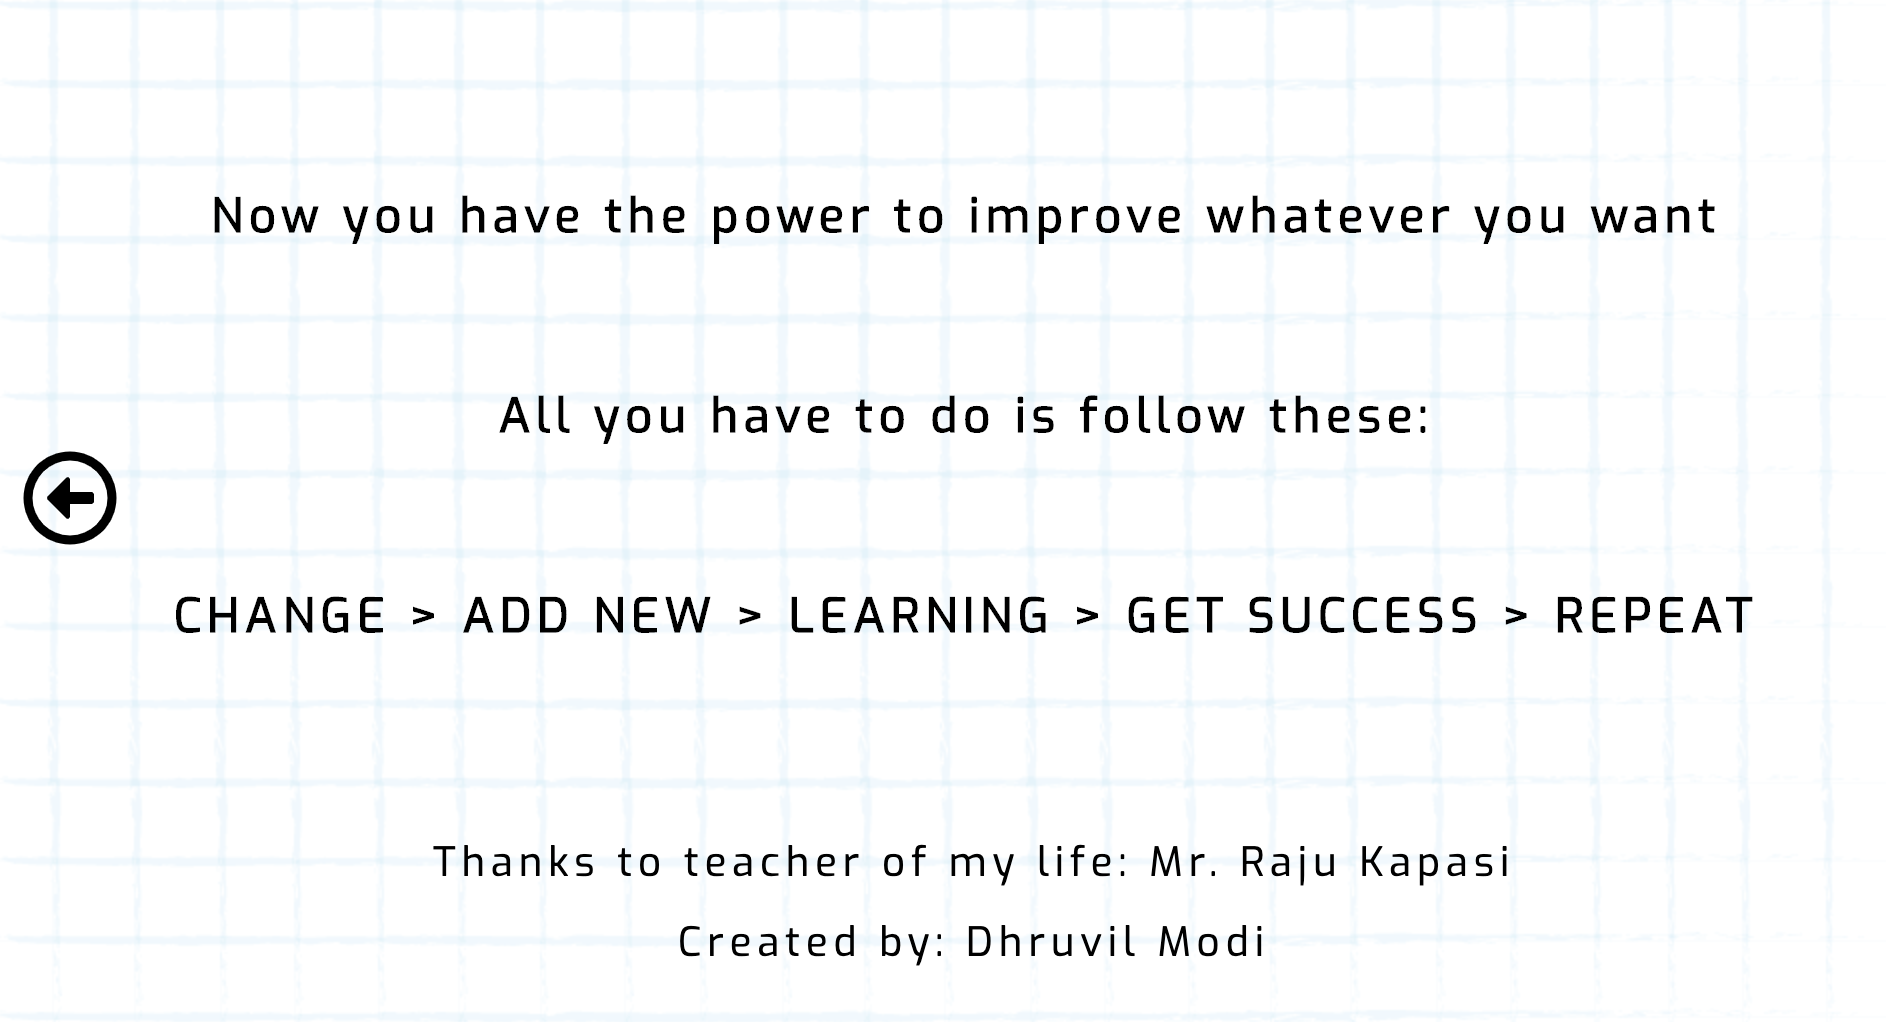 Now you have the power to improve whatever you want
All you have to do is follow these:
CHANGE > ADD NEW > LEARNING > GET SUCCESS > REPEAT
Thanks to teacher of my life: Mr. Raju Kapasi
Created by: Dhruvil Modi